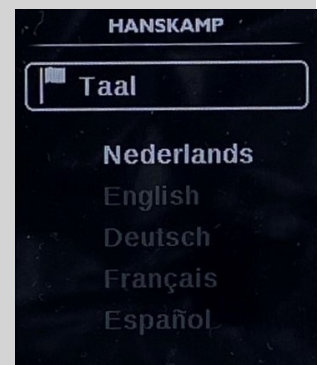 HANSKAMP
Taal
Nederlands
English
Deutsch
Français
Español